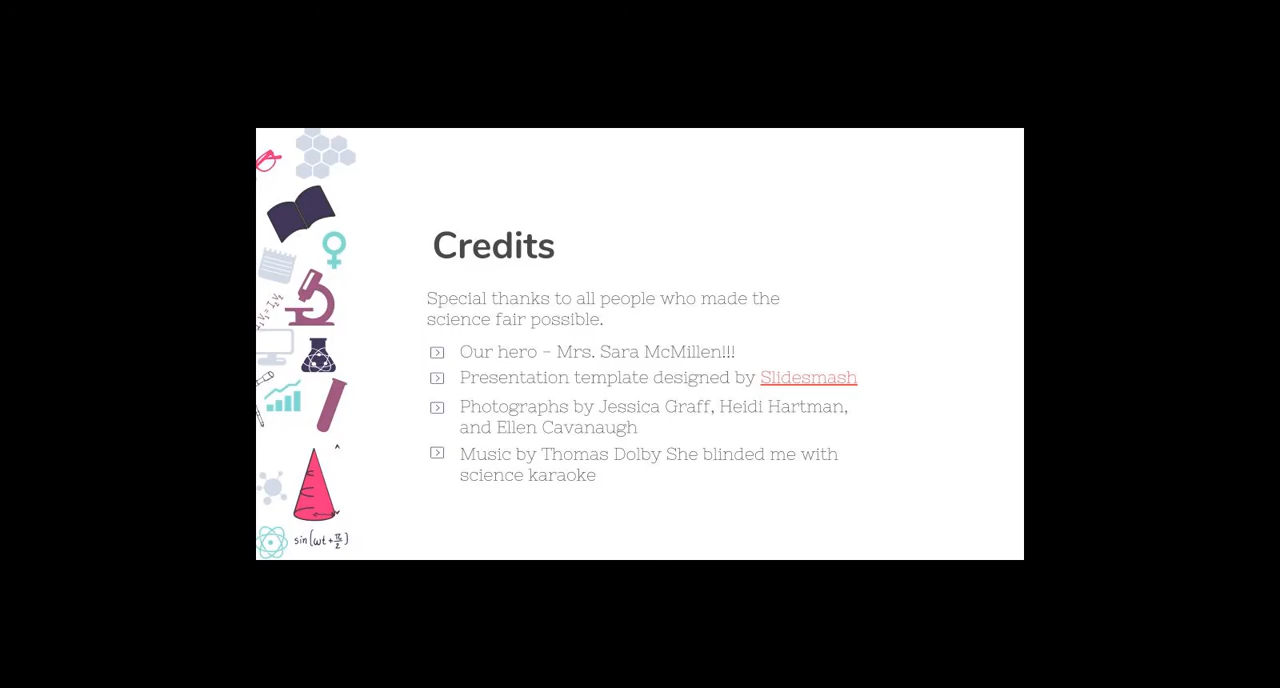 Credits
Special thanks to all people who made the
science fair possible.
Our hero – Mrs. Sara McMillen!!!
Presentation template designed by Slidesmash
Photographs by Jessica Graff, Heidi Hartman,
and Ellen Cavanaugh
Music by Thomas Dolby She blinded me with
science karaoke
sin(ωt+π/2)